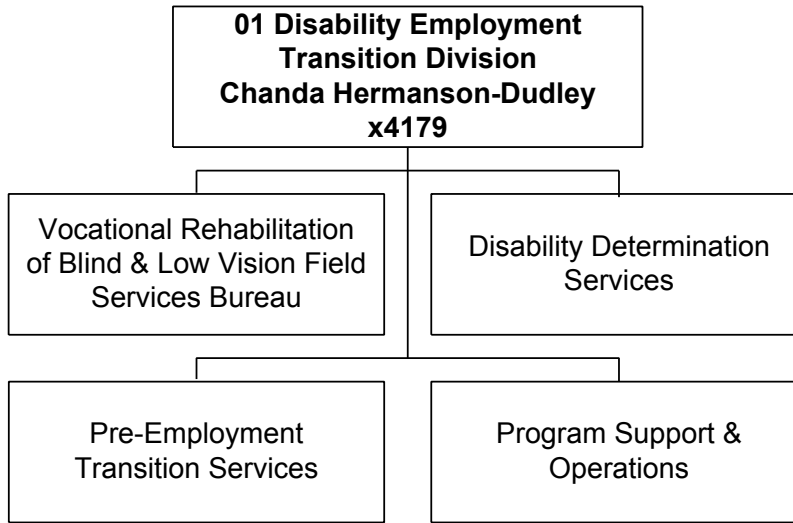 01 Disability Employment
Transition Division
Chanda Hermanson-Dudley
x4179
Vocational Rehabilitation
of Blind & Low Vision Field
Services Bureau
Disability Determination
Services
Pre-Employment
Transition Services
Program Support &
Operations